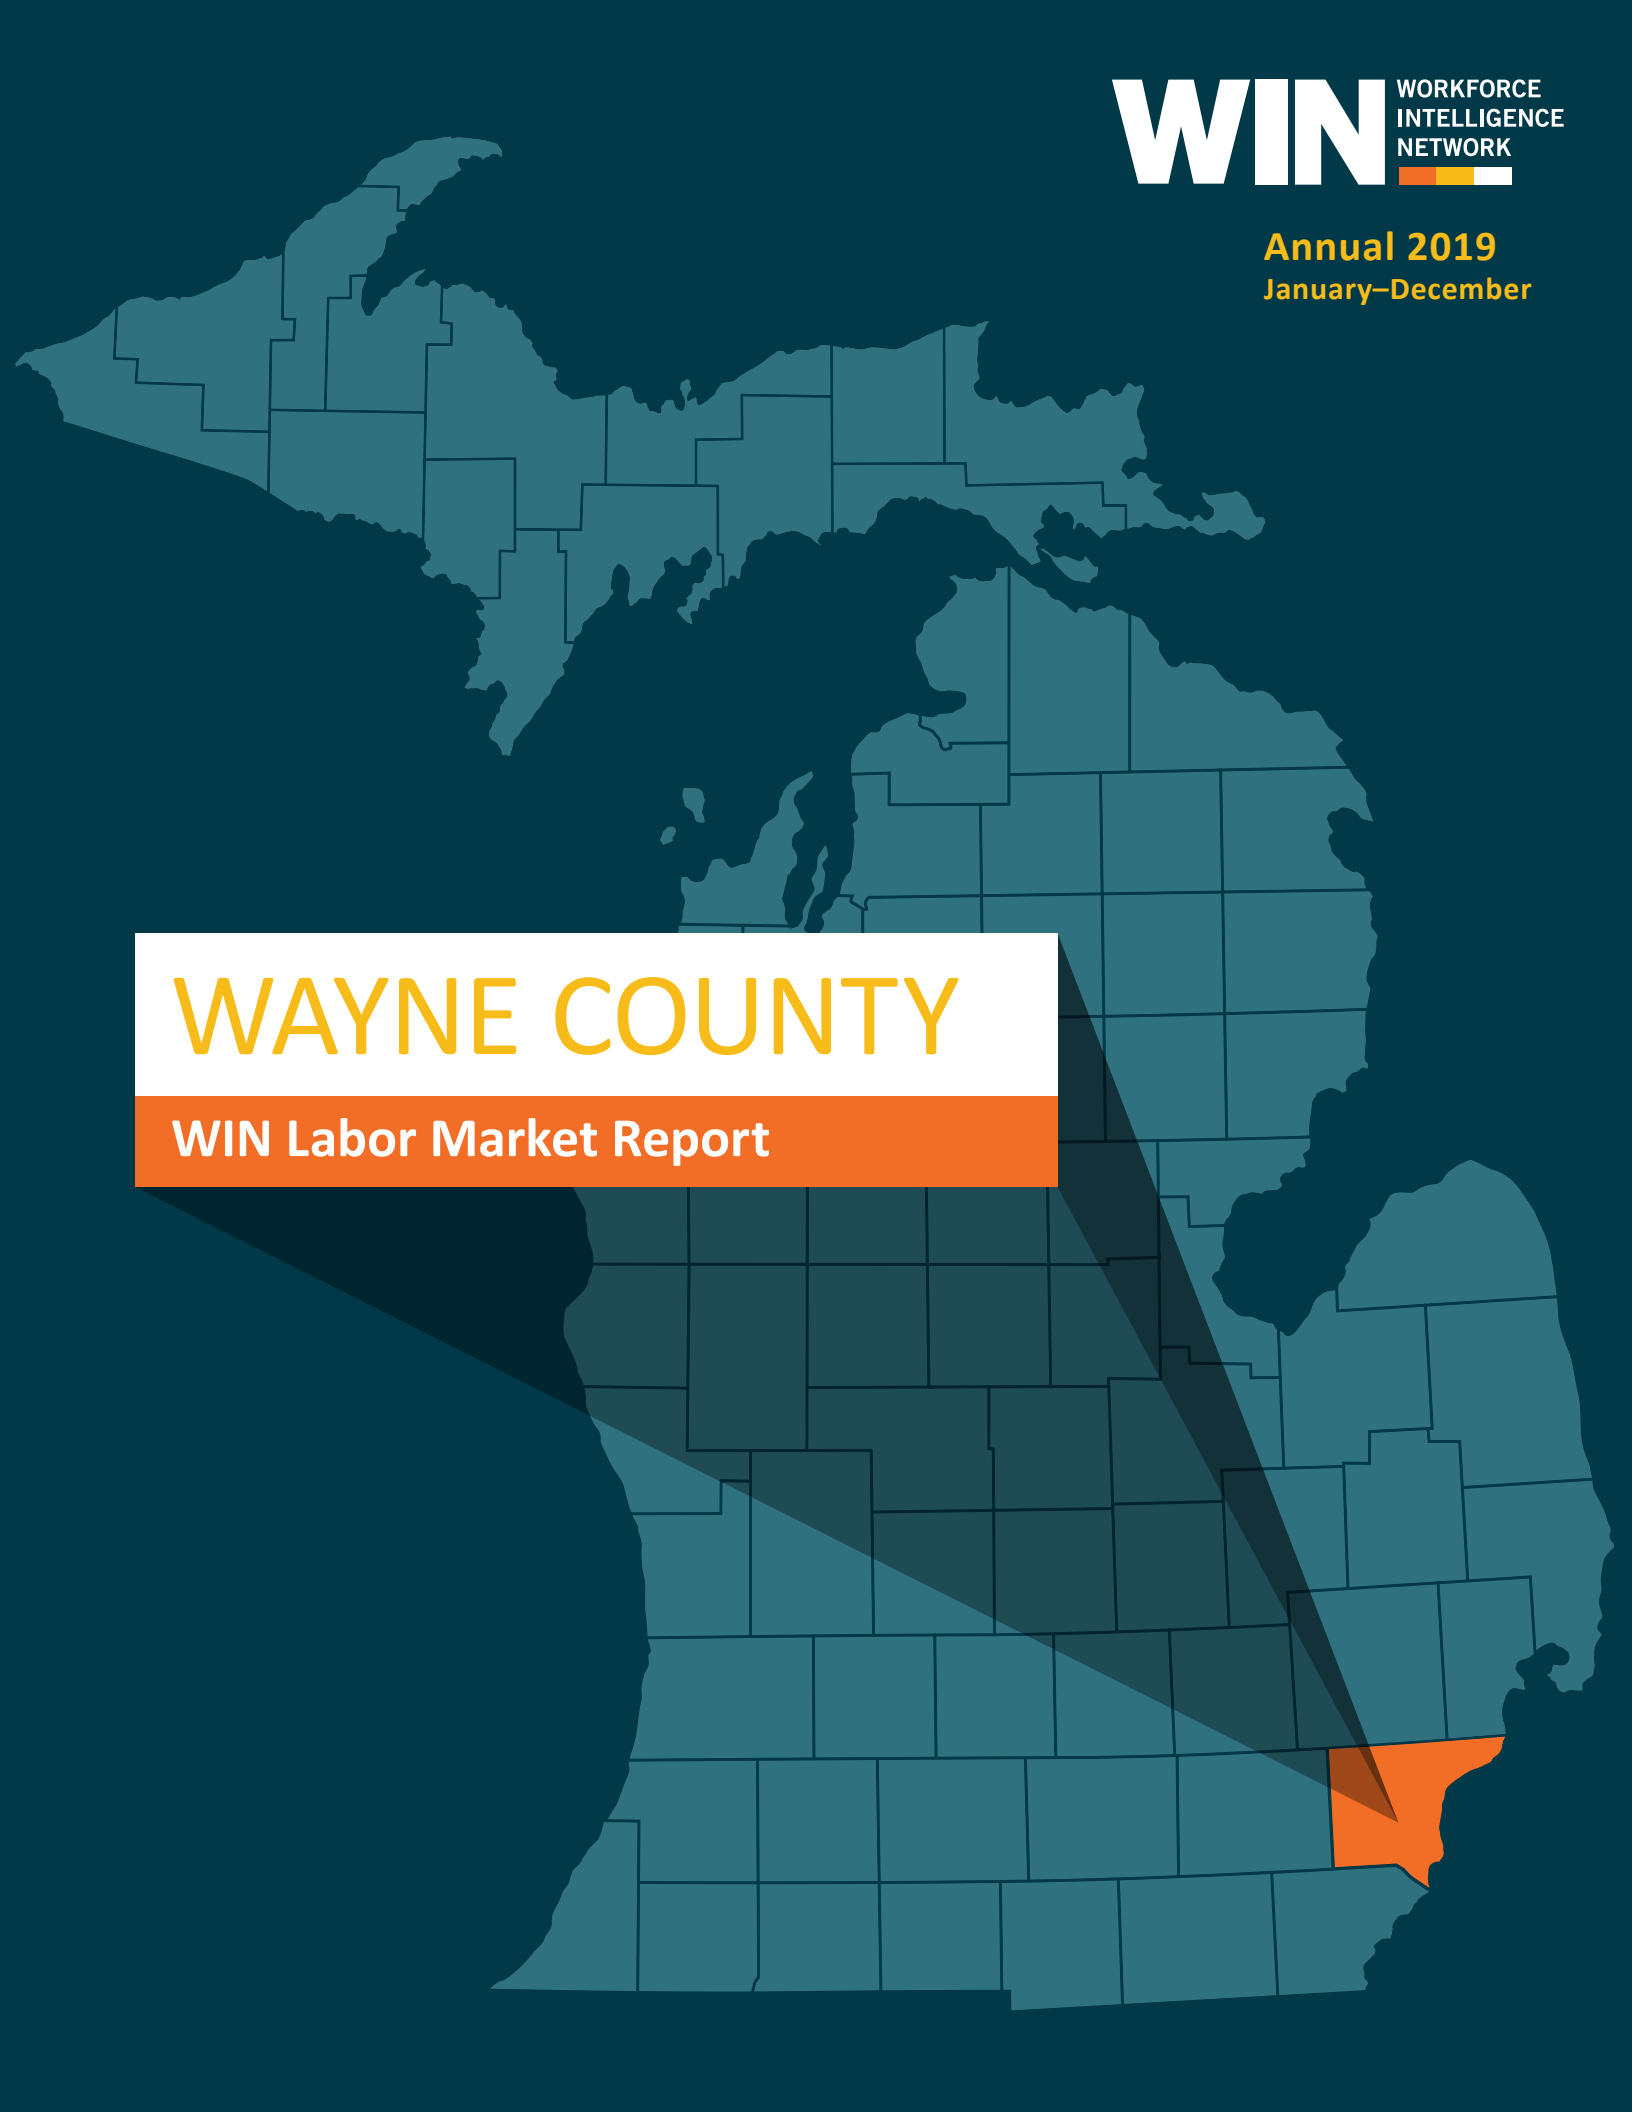 WIN
WORKFORCE
INTELLIGENCE
NETWORK
Annual 2019
January–December
WAYNE COUNTY
WIN Labor Market Report